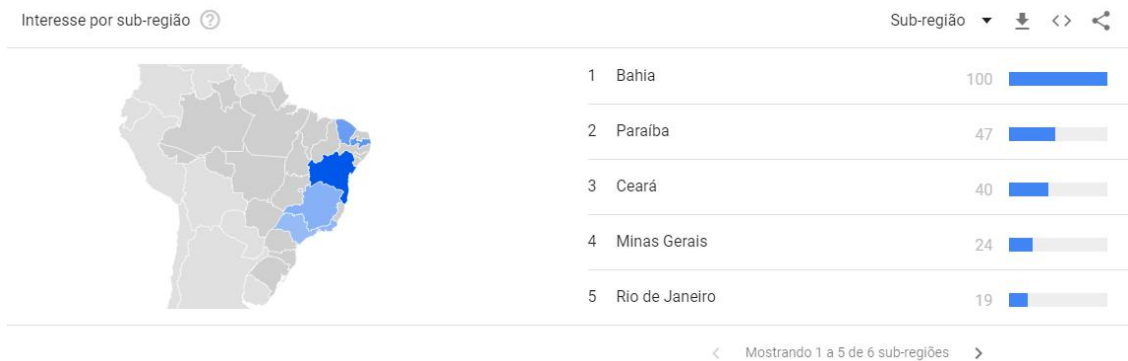 Interesse por sub-região ?
Sub-região
1 Bahia 100
2 Paraíba 47
3 Ceará 40
4 Minas Gerais 24
5 Rio de Janeiro 19
Mostrando 1 a 5 de 6 sub-regiões